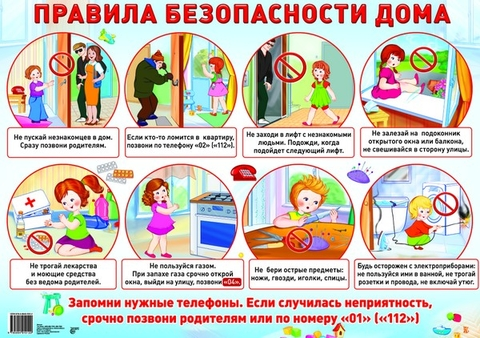 ПРАВИЛА БЕЗОПАСНОСТИ ДОМА
Не пускай незнакомцев в дом.
Сразу позвони родителям.
Если кто-то ломится в квартиру,
позвони по телефону «02» («112»).
Не заходи в лифт с незнакомыми
людьми. Подожди, когда
подойдет следующий лифт.
Не залезай на подоконник
открытого окна или балкона,
не свешивайся в сторону улицы.
Не трогай лекарства
и моющие средства
без ведома родителей.
Не пользуйся газом.
При запахе газа срочно открой
окна, выйди на улицу, позвони «04».
Не бери острые предметы:
ножи, гвозди, иголки, спицы.
Будь осторожен с электроприборами:
не пользуйся ими в ванной, не трогай
розетки и провода, не включай утюг.
Запомни нужные телефоны. Если случилась неприятность,
срочно позвони родителям или по номеру «01» («112»)